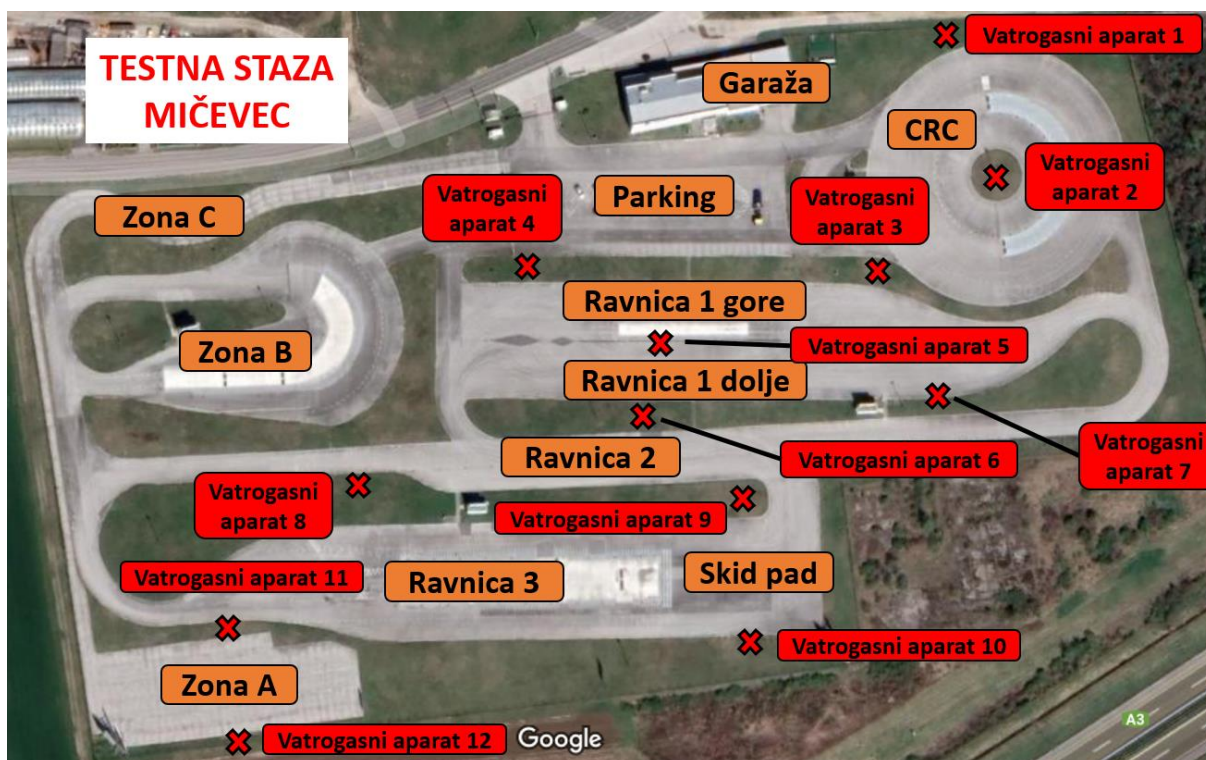 TESTNA STAZA
MIČEVEC
Vatrogasni aparat 1
Garaža
CRC
Vatrogasni
aparat 2
Vatrogasni
aparat 4
Parking
Vatrogasni
aparat 3
Zona C
Ravnica 1 gore
Zona B
Vatrogasni aparat 5
Ravnica 1 dolje
Ravnica 2
Vatrogasni aparat 6
Vatrogasni
aparat 7
Vatrogasni
aparat 8
Vatrogasni aparat 9
Vatrogasni aparat 11
Ravnica 3
Skid pad
Vatrogasni aparat 10
Zona A
A3
Vatrogasni aparat 12
Google